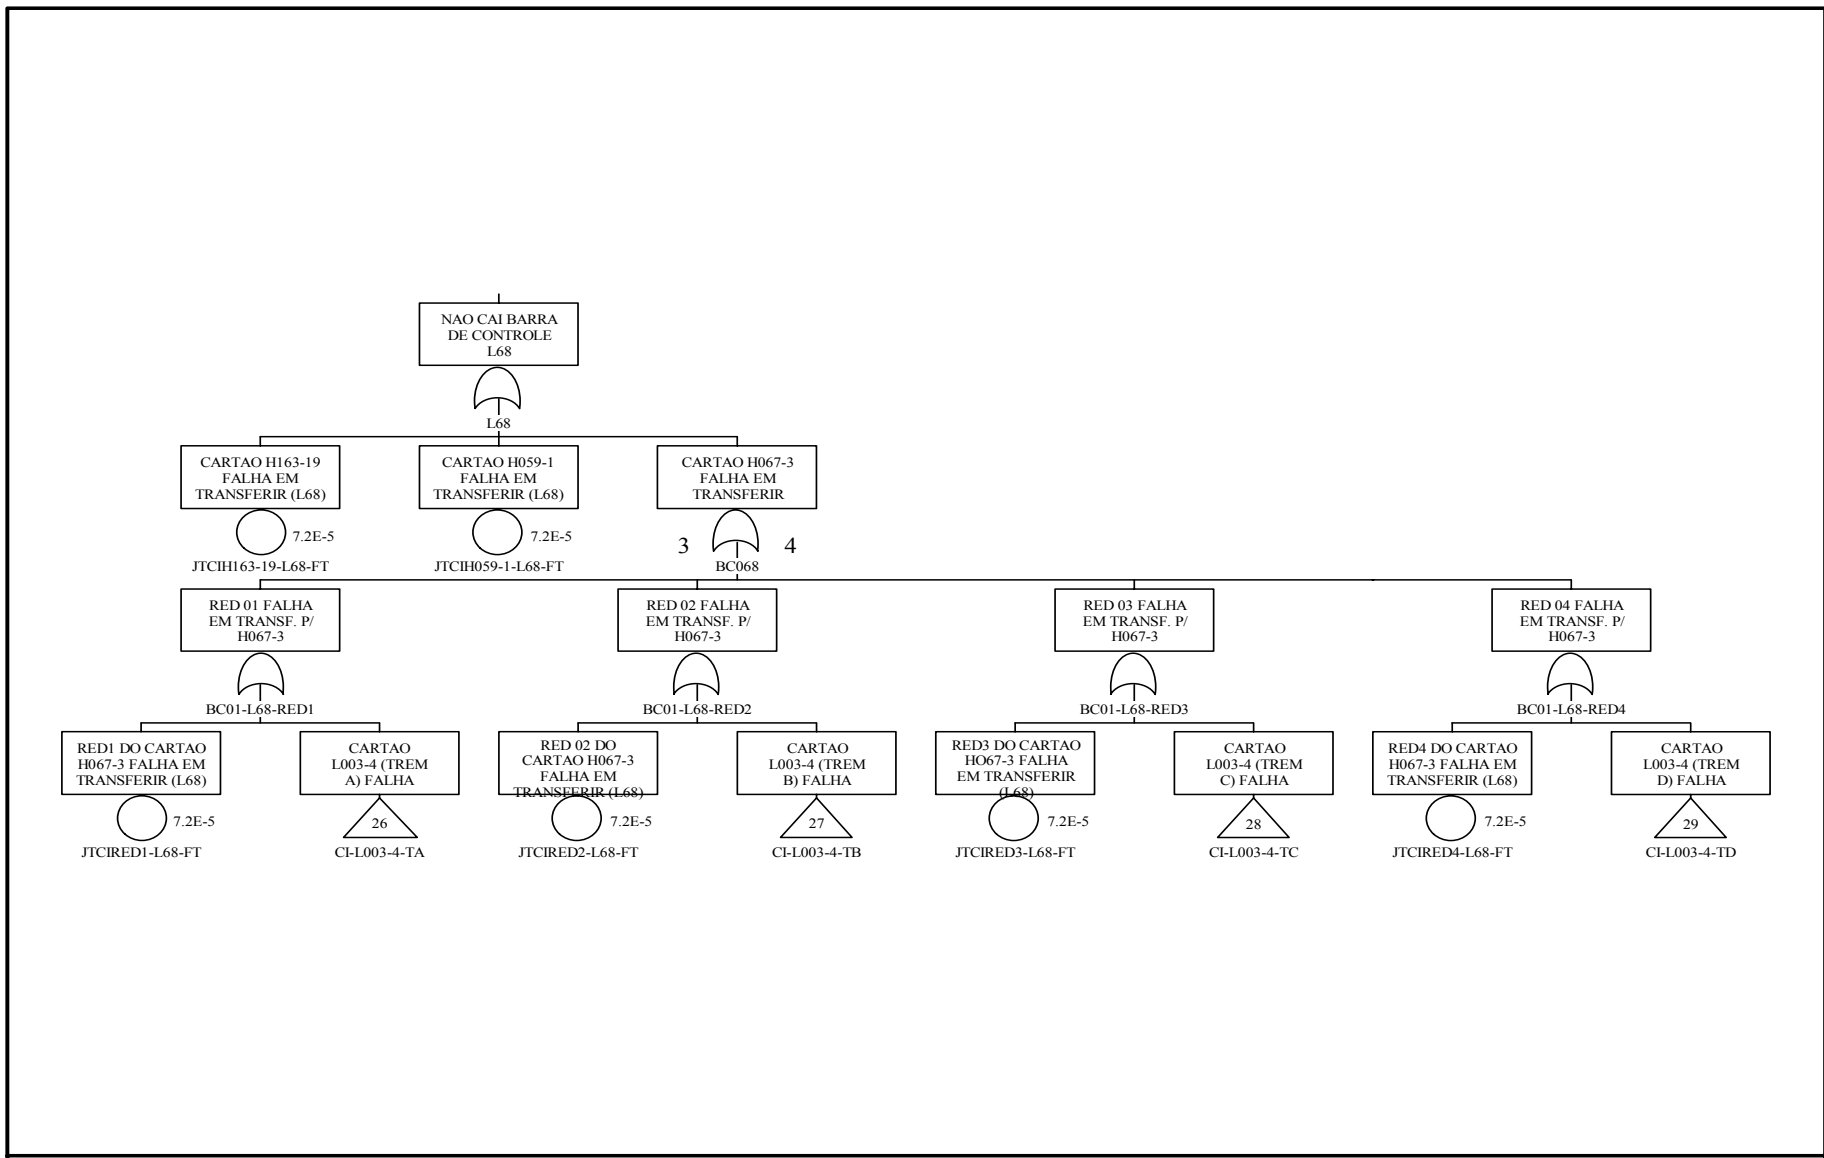 NAO CAI BARRA
DE CONTROLE
L68
L68
CARTAO H163-19
FALHA EM
TRANSFERIR (L68)
7.2E-5
JTCIH163-19-L68-FT
CARTAO H059-1
FALHA EM
TRANSFERIR (L68)
7.2E-5
JTCIH059-1-L68-FT
CARTAO H067-3
FALHA EM
TRANSFERIR
3
4
BC068
RED 01 FALHA
EM TRANSF. P/
H067-3
BC01-L68-RED1
RED 02 FALHA
EM TRANSF. P/
H067-3
BC01-L68-RED2
RED 03 FALHA
EM TRANSF. P/
H067-3
BC01-L68-RED3
RED 04 FALHA
EM TRANSF. P/
H067-3
BC01-L68-RED4
RED1 DO CARTAO
H067-3 FALHA EM
TRANSFERIR (L68)
7.2E-5
JTCIRED1-L68-FT
CARTAO
L003-4 (TREM
A) FALHA
26
CI-L003-4-TA
RED 02 DO
CARTAO H067-3
FALHA EM
TRANSFERIR (L68)
7.2E-5
JTCIRED2-L68-FT
CARTAO
L003-4 (TREM
B) FALHA
27
CI-L003-4-TB
RED3 DO CARTAO
HO67-3 FALHA
EM TRANSFERIR
(L68)
7.2E-5
JTCIRED3-L68-FT
CARTAO
L003-4 (TREM
C) FALHA
28
CI-L003-4-TC
RED4 DO CARTAO
H067-3 FALHA EM
TRANSFERIR (L68)
7.2E-5
JTCIRED4-L68-FT
CARTAO
L003-4 (TREM
D) FALHA
29
CI-L003-4-TD